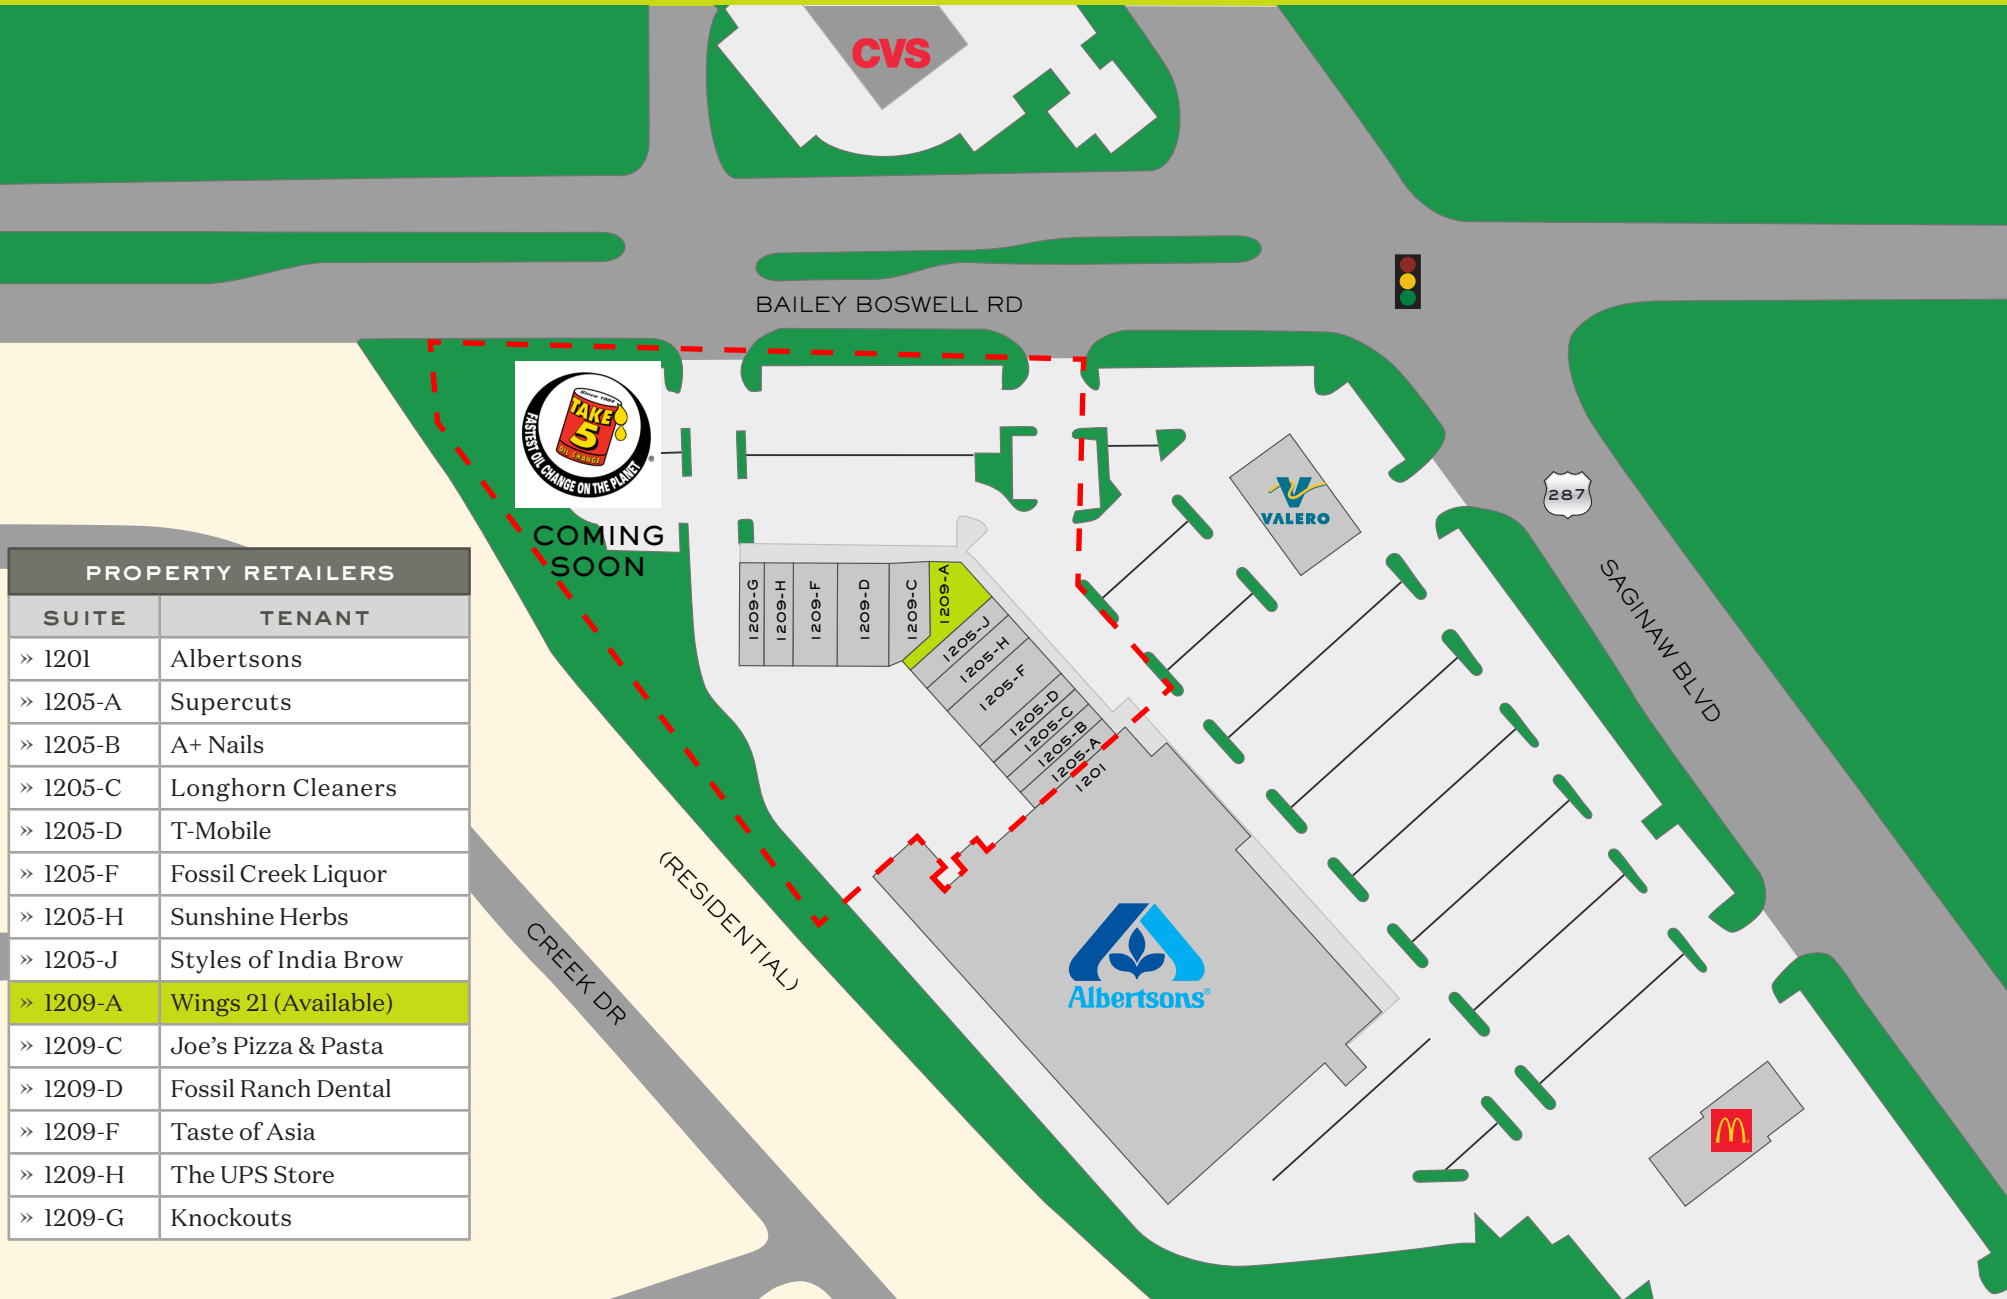 CVS
BAILEY BOSWELL RD
Since 1984
TAKE
5
OIL CHANGE
FASTEST OIL CHANGE ON THE PLANET
®
COMING
SOON
VALERO
287
SAGINAW BLVD
1209-G
1209-H
1209-F
1209-D
1209-C
1209-A
1205-J
1205-H
1205-F
1205-D
1205-C
1205-B
1205-A
1201
Albertsons®
(RESIDENTIAL)
CREEK DR
PROPERTY RETAILERS
SUITE TENANT
» 1201 Albertsons
» 1205-A Supercuts
» 1205-B A+ Nails
» 1205-C Longhorn Cleaners
» 1205-D T-Mobile
» 1205-F Fossil Creek Liquor
» 1205-H Sunshine Herbs
» 1205-J Styles of India Brow
» 1209-A Wings 21 (Available)
» 1209-C Joe’s Pizza & Pasta
» 1209-D Fossil Ranch Dental
» 1209-F Taste of Asia
» 1209-H The UPS Store
» 1209-G Knockouts